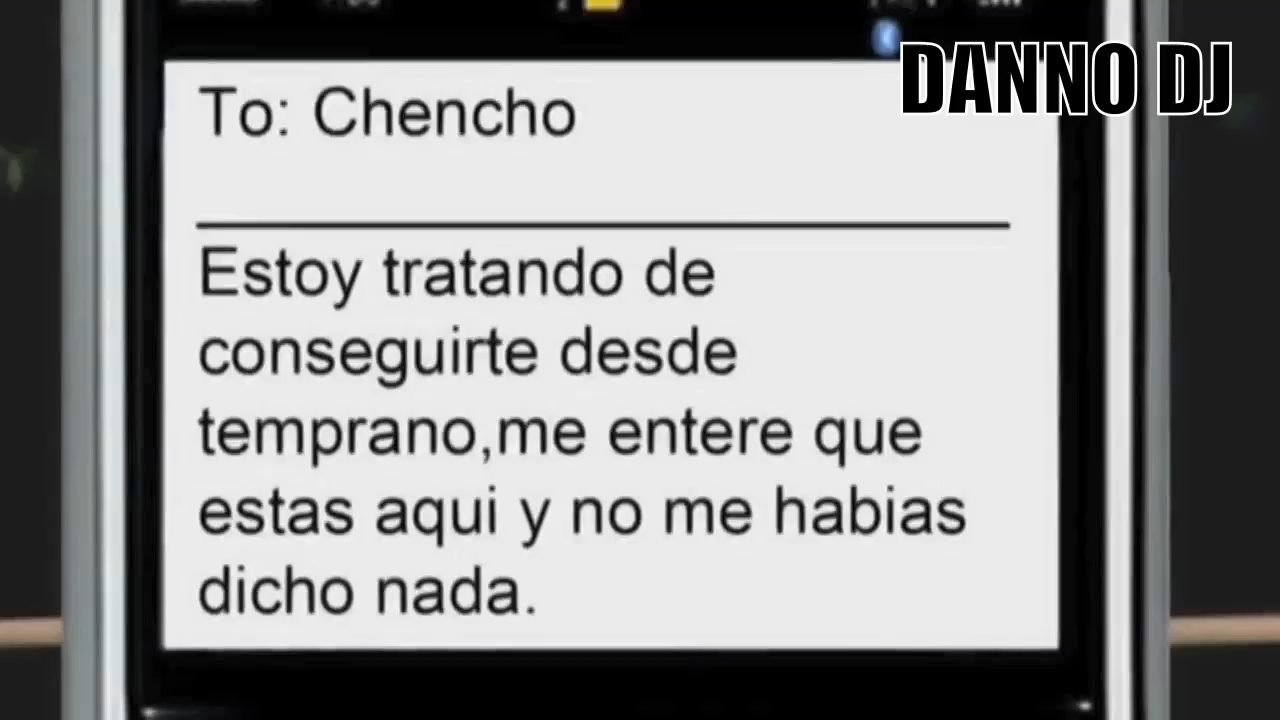 DANNO DJ
To: Chencho
Estoy tratando de
conseguirte desde
temprano,me entere que
estas aqui y no me habias
dicho nada.